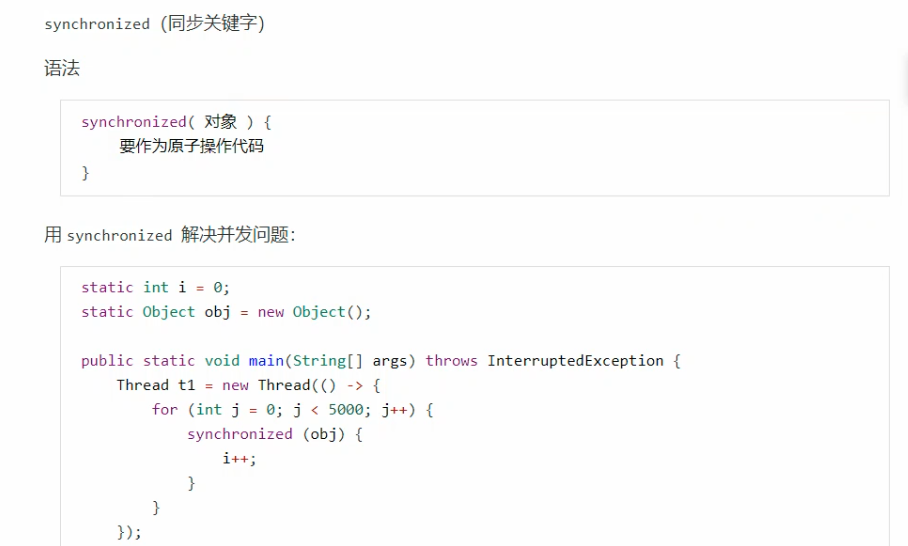 synchronized (同步关键字)
语法
synchronized( 对象 ) {
要作为原子操作代码
}
用 synchronized 解决并发问题：
static int i = 0;
static Object obj = new Object();
public static void main(String[] args) throws InterruptedException {
Thread t1 = new Thread(() -> {
for (int j = 0; j < 5000; j++) {
synchronized (obj) {
i++;
}
}
});